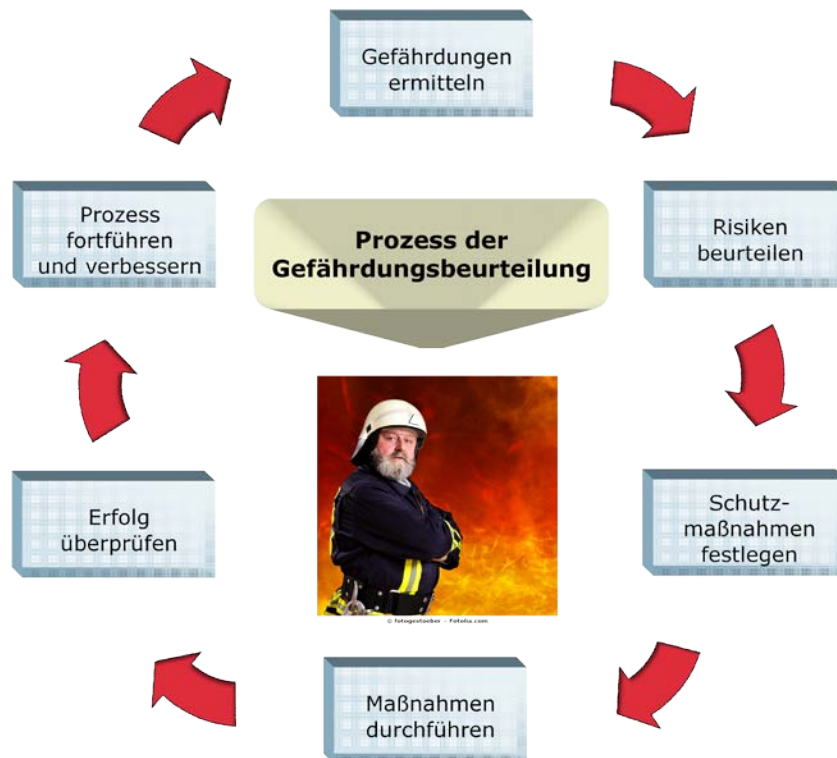 Gefährdungen
ermitteln
Risiken
beurteilen
Schutz-
maßnahmen
festlegen
Maßnahmen
durchführen
Erfolg
überprüfen
Prozess
fortführen
und verbessern
Prozess der
Gefährdungsbeurteilung
© fotogestoeber - Fotolia.com